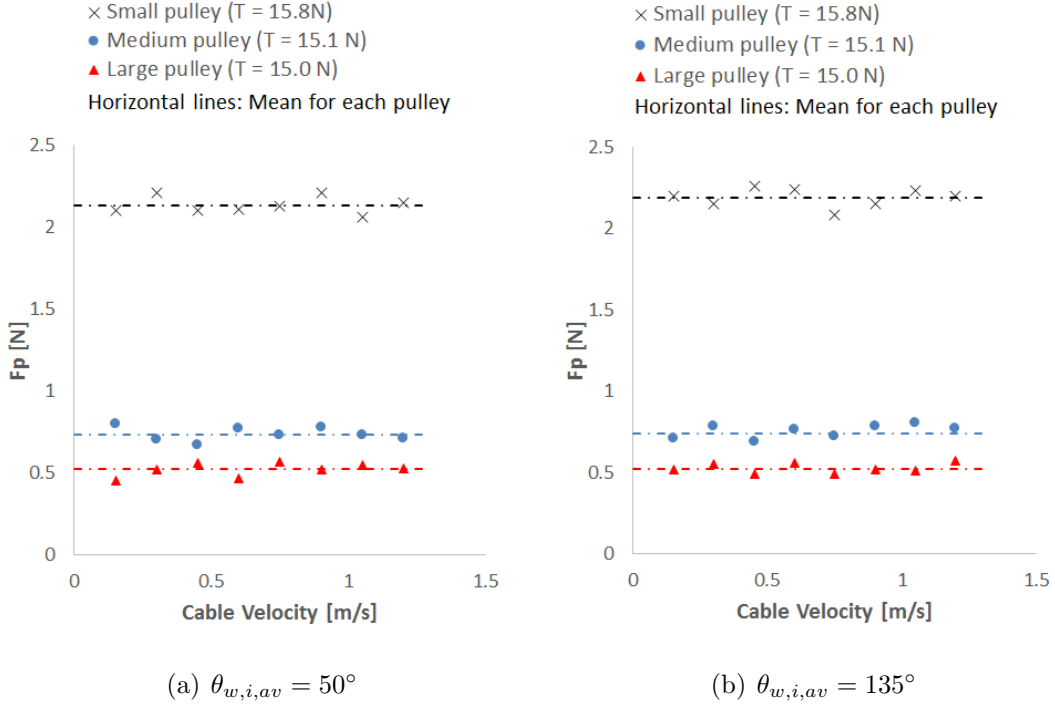 × Small pulley (T = 15.8N)
● Medium pulley (T = 15.1 N)
▲ Large pulley (T = 15.0 N)
Horizontal lines: Mean for each pulley
2.5
2
1.5
1
0.5
0
Fp [N]
0 0.5 1 1.5
Cable Velocity [m/s]
(a) θw,i,av = 50°
× Small pulley (T = 15.8N)
● Medium pulley (T = 15.1 N)
▲ Large pulley (T = 15.0 N)
Horizontal lines: Mean for each pulley
2.5
2
1.5
1
0.5
0
Fp [N]
0 0.5 1 1.5
Cable Velocity [m/s]
(b) θw,i,av = 135°